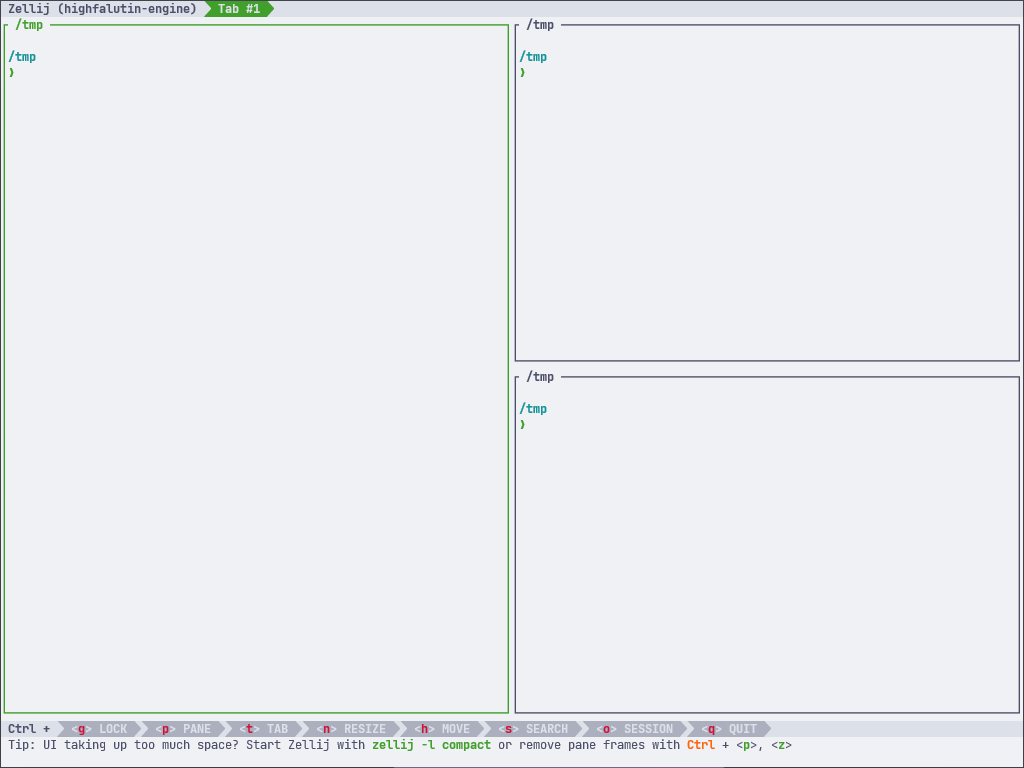 Zellij (highfalutin-engine) Tab #1
/tmp
/tmp
❯
/tmp
/tmp
❯
/tmp
/tmp
❯
Ctrl + <g> LOCK <p> PANE <t> TAB <n> RESIZE <h> MOVE <s> SEARCH <o> SESSION <q> QUIT
Tip: UI taking up too much space? Start Zellij with zellij -l compact or remove pane frames with Ctrl + <p>, <z>